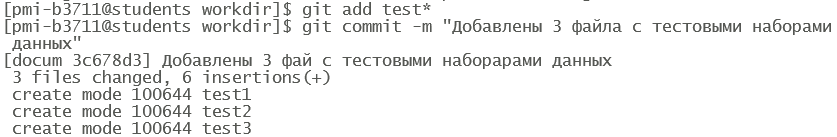 [pmi-b3711@students workdir]$ git add test*
[pmi-b3711@students workdir]$ git commit -m "Добавлены 3 файла с тестовыми наборами
данных"
[docum 3c678d3] Добавлены 3 фай с тестовыми наборарами данных
3 files changed, 6 insertions(+)
create mode 100644 test1
create mode 100644 test2
create mode 100644 test3